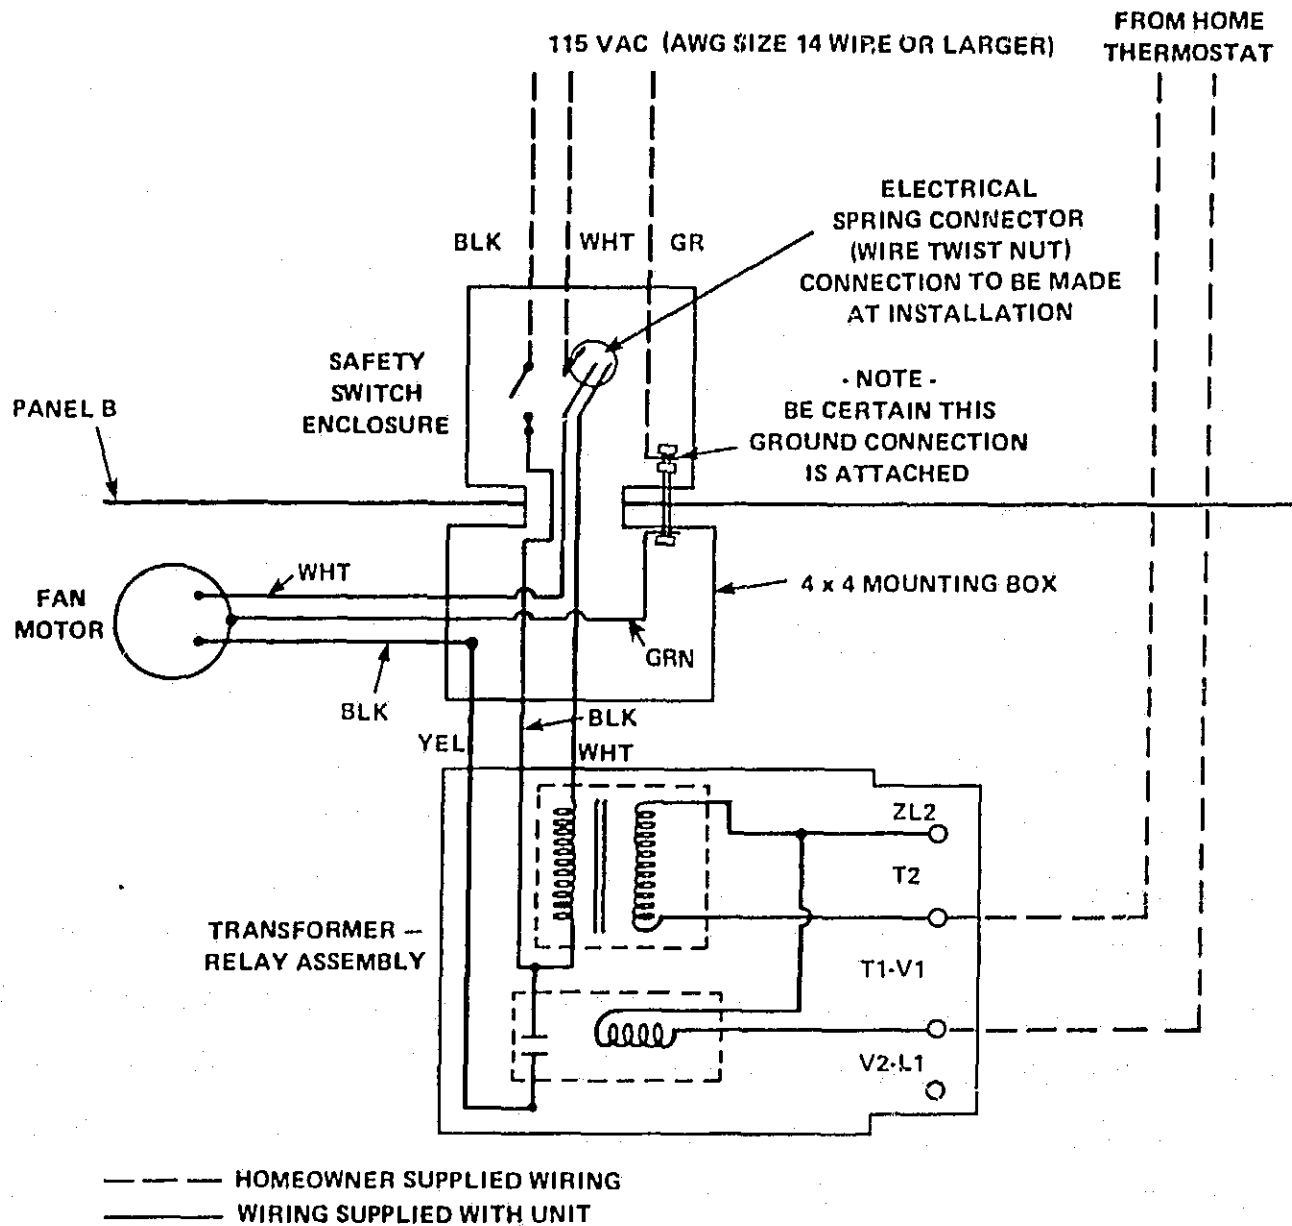 FROM HOME
THERMOSTAT
115 VAC (AWG SIZE 14 WIRE OR LARGER)
ELECTRICAL
SPRING CONNECTOR
(WIRE TWIST NUT)
CONNECTION TO BE MADE
AT INSTALLATION
BLK
WHT
GR
SAFETY
SWITCH
ENCLOSURE
- NOTE -
BE CERTAIN THIS
GROUND CONNECTION
IS ATTACHED
PANEL B
WHT
4 x 4 MOUNTING BOX
FAN
MOTOR
GRN
BLK
BLK
YEL
WHT
ZL2
T2
TRANSFORMER –
RELAY ASSEMBLY
T1-V1
V2-L1
HOMEOWNER SUPPLIED WIRING
WIRING SUPPLIED WITH UNIT